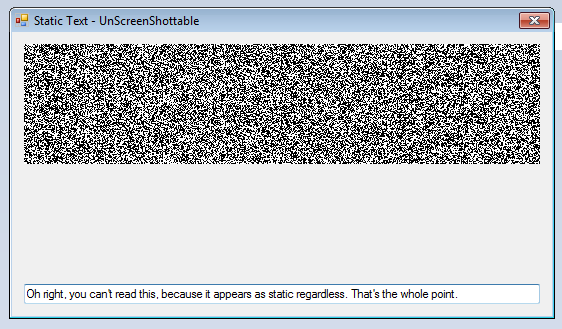 Static Text - UnScreenShottable
Oh right, you can't read this, because it appears as static regardless. That's the whole point.